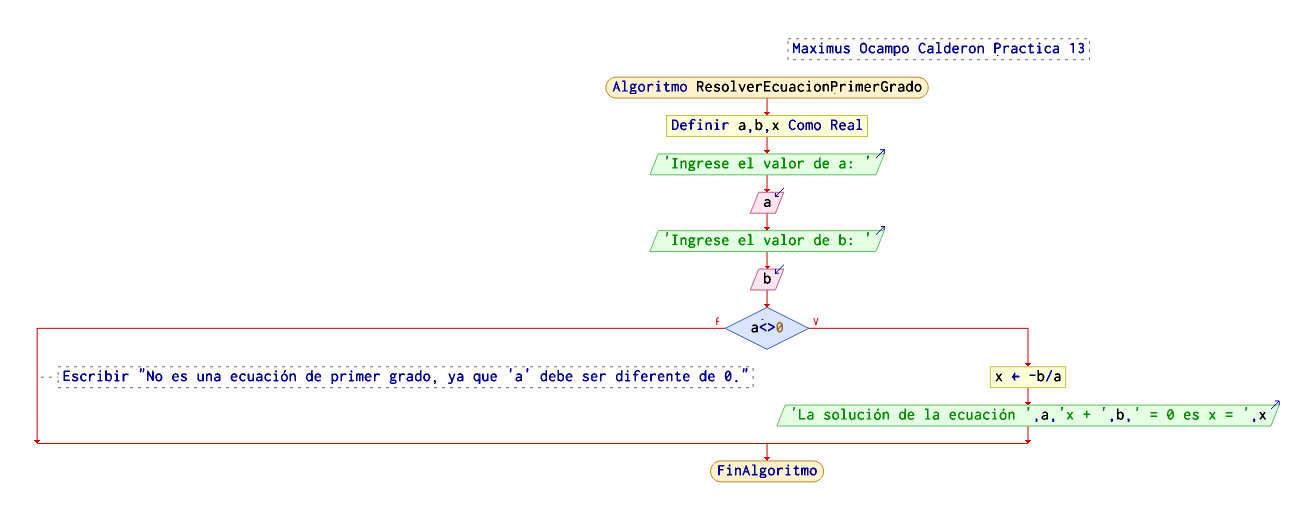 Maximus Ocampo Calderon Practica 13
Algoritmo ResolverEcuacionPrimerGrado
Definir a,b,x Como Real
'Ingrese el valor de a: '
a
'Ingrese el valor de b: '
b
F
a<>0
V
Escribir "No es una ecuación de primer grado, ya que 'a' debe ser diferente de 0."
x ← -b/a
'La solución de la ecuación ',a,'x + ',b,' = 0 es x = ',x
FinAlgoritmo